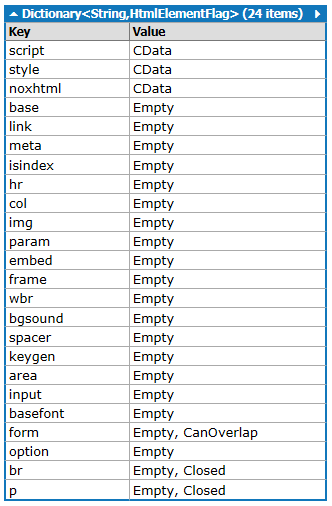 Dictionary<String,HtmlElementFlag> (24 items)
Key Value
script CData
style CData
noxhtml CData
base Empty
link Empty
meta Empty
isindex Empty
hr Empty
col Empty
img Empty
param Empty
embed Empty
frame Empty
wbr Empty
bgsound Empty
spacer Empty
keygen Empty
area Empty
input Empty
basefont Empty
form Empty, CanOverlap
option Empty
br Empty, Closed
p Empty, Closed